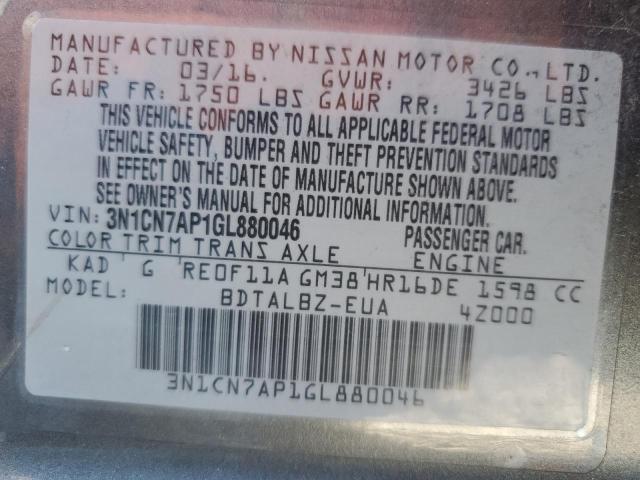 MANUFACTURED BY NISSAN MOTOR CO., LTD.
DATE: 03/16. GVWR: 3426 LBS
GAWR FR: 1750 LBS GAWR RR: 1708 LBS
THIS VEHICLE CONFORMS TO ALL APPLICABLE FEDERAL MOTOR
VEHICLE SAFETY, BUMPER AND THEFT PREVENTION STANDARDS
IN EFFECT ON THE DATE OF MANUFACTURE SHOWN ABOVE.
SEE OWNER'S MANUAL FOR ADDITIONAL INFORMATION.
VIN: 3N1CN7AP1GL880046 PASSENGER CAR.
COLOR TRIM TRANS AXLE ENGINE
KAD G RE0F11A GM38 HR16DE 1598 CC
MODEL: BDTALBZ-EUA 4Z000
3N1CN7AP1GL880046